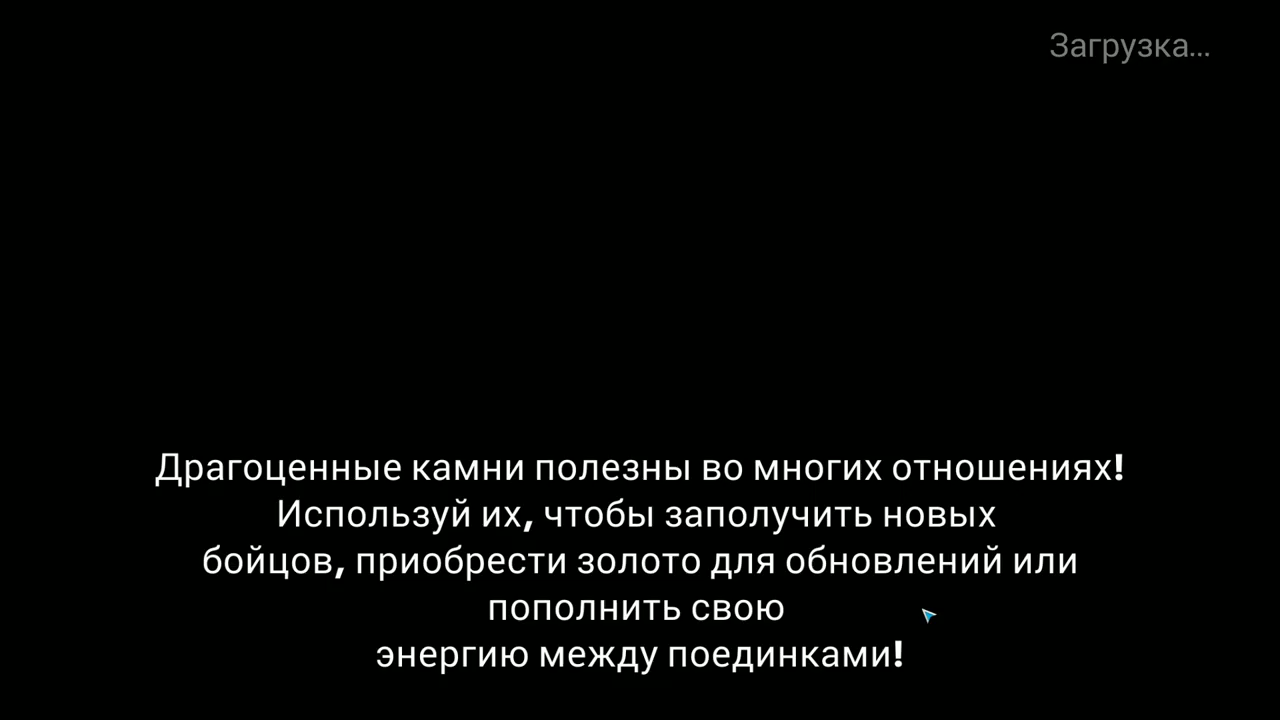 Загрузка...
Драгоценные камни полезны во многих отношениях!
Используй их, чтобы заполучить новых
бойцов, приобрести золото для обновлений или
пополнить свою
энергию между поединками!